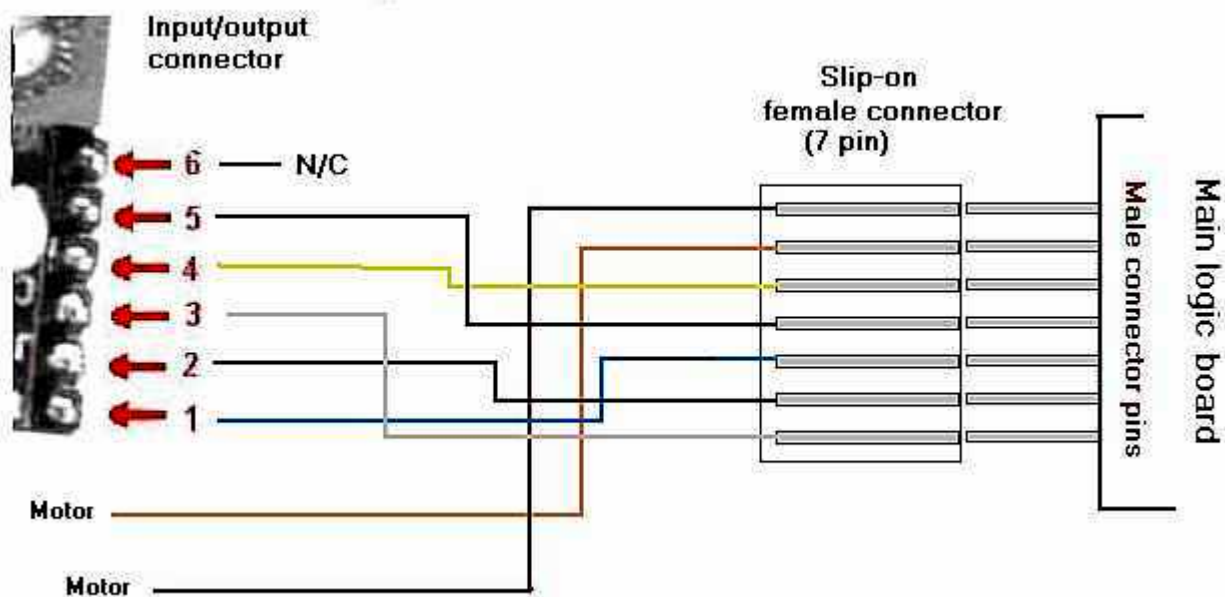 Input/output
connector
Slip-on
female connector
(7 pin)
6
N/C
5
4
3
2
1
Male connector pins
Main logic board
Motor
Motor